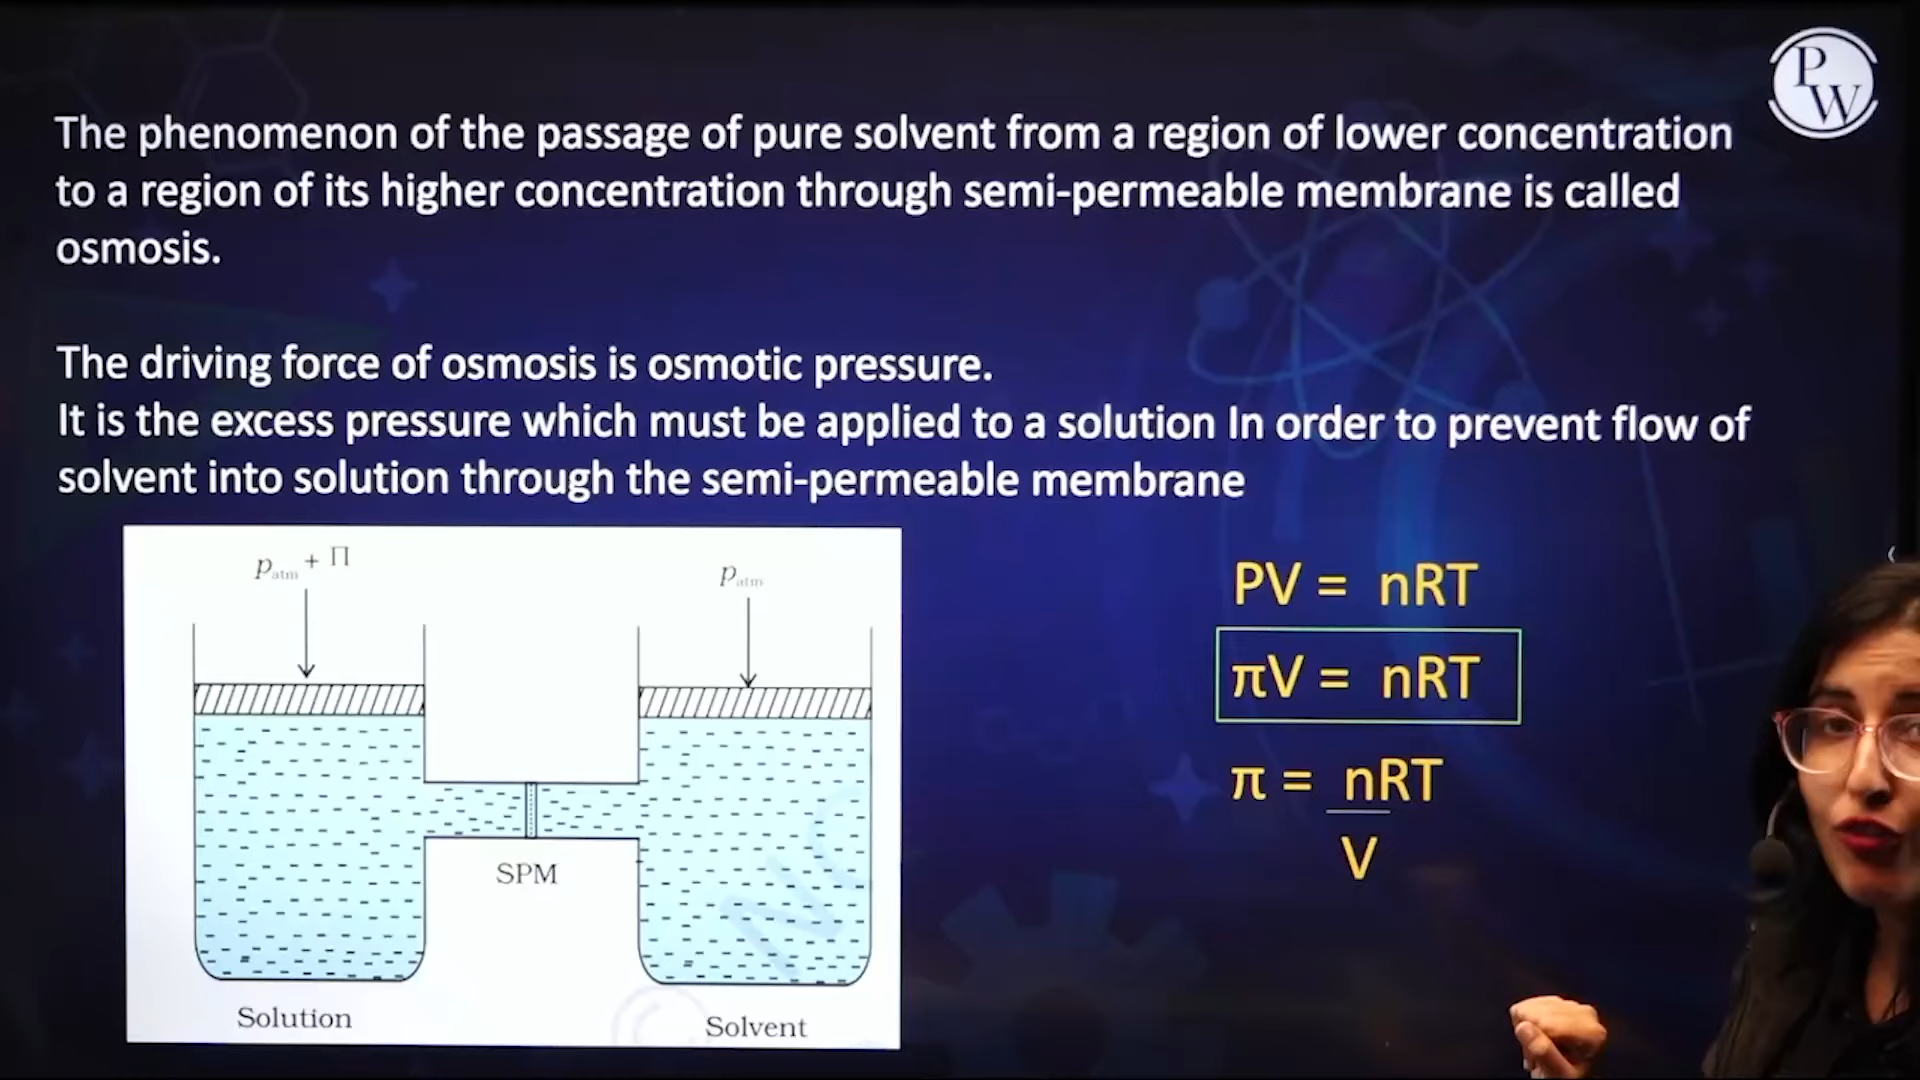 PW
The phenomenon of the passage of pure solvent from a region of lower concentration
to a region of its higher concentration through semi-permeable membrane is called
osmosis.
The driving force of osmosis is osmotic pressure.
It is the excess pressure which must be applied to a solution In order to prevent flow of
solvent into solution through the semi-permeable membrane
Patm + Π
Patm
SPM
Solution
Solvent
PV = nRT
πV = nRT
π = nRT
V